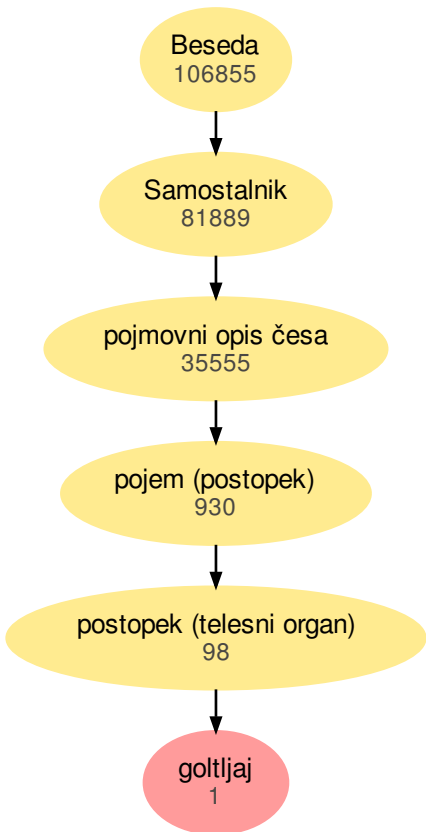 Beseda
106855
Samostalnik
81889
pojmovni opis česa
35555
pojem (postopek)
930
postopek (telesni organ)
98
goltljaj
1